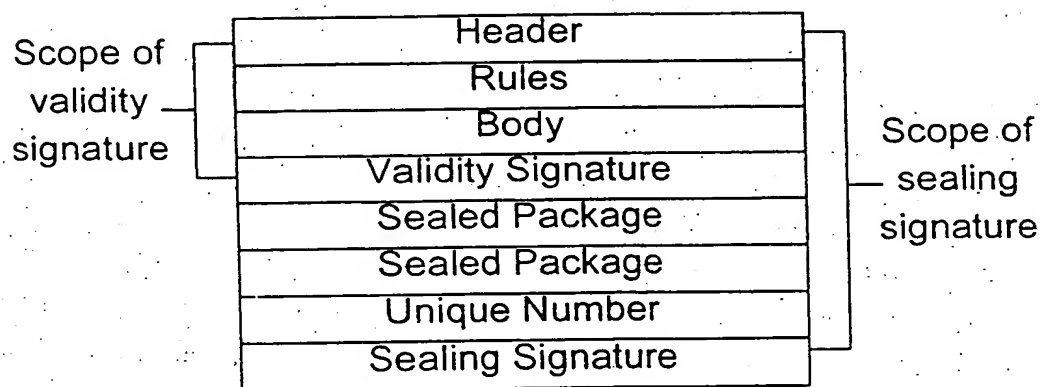 Scope of
validity
signature
Header
Rules
Body
Validity Signature
Sealed Package
Sealed Package
Unique Number
Sealing Signature
Scope of
sealing
signature